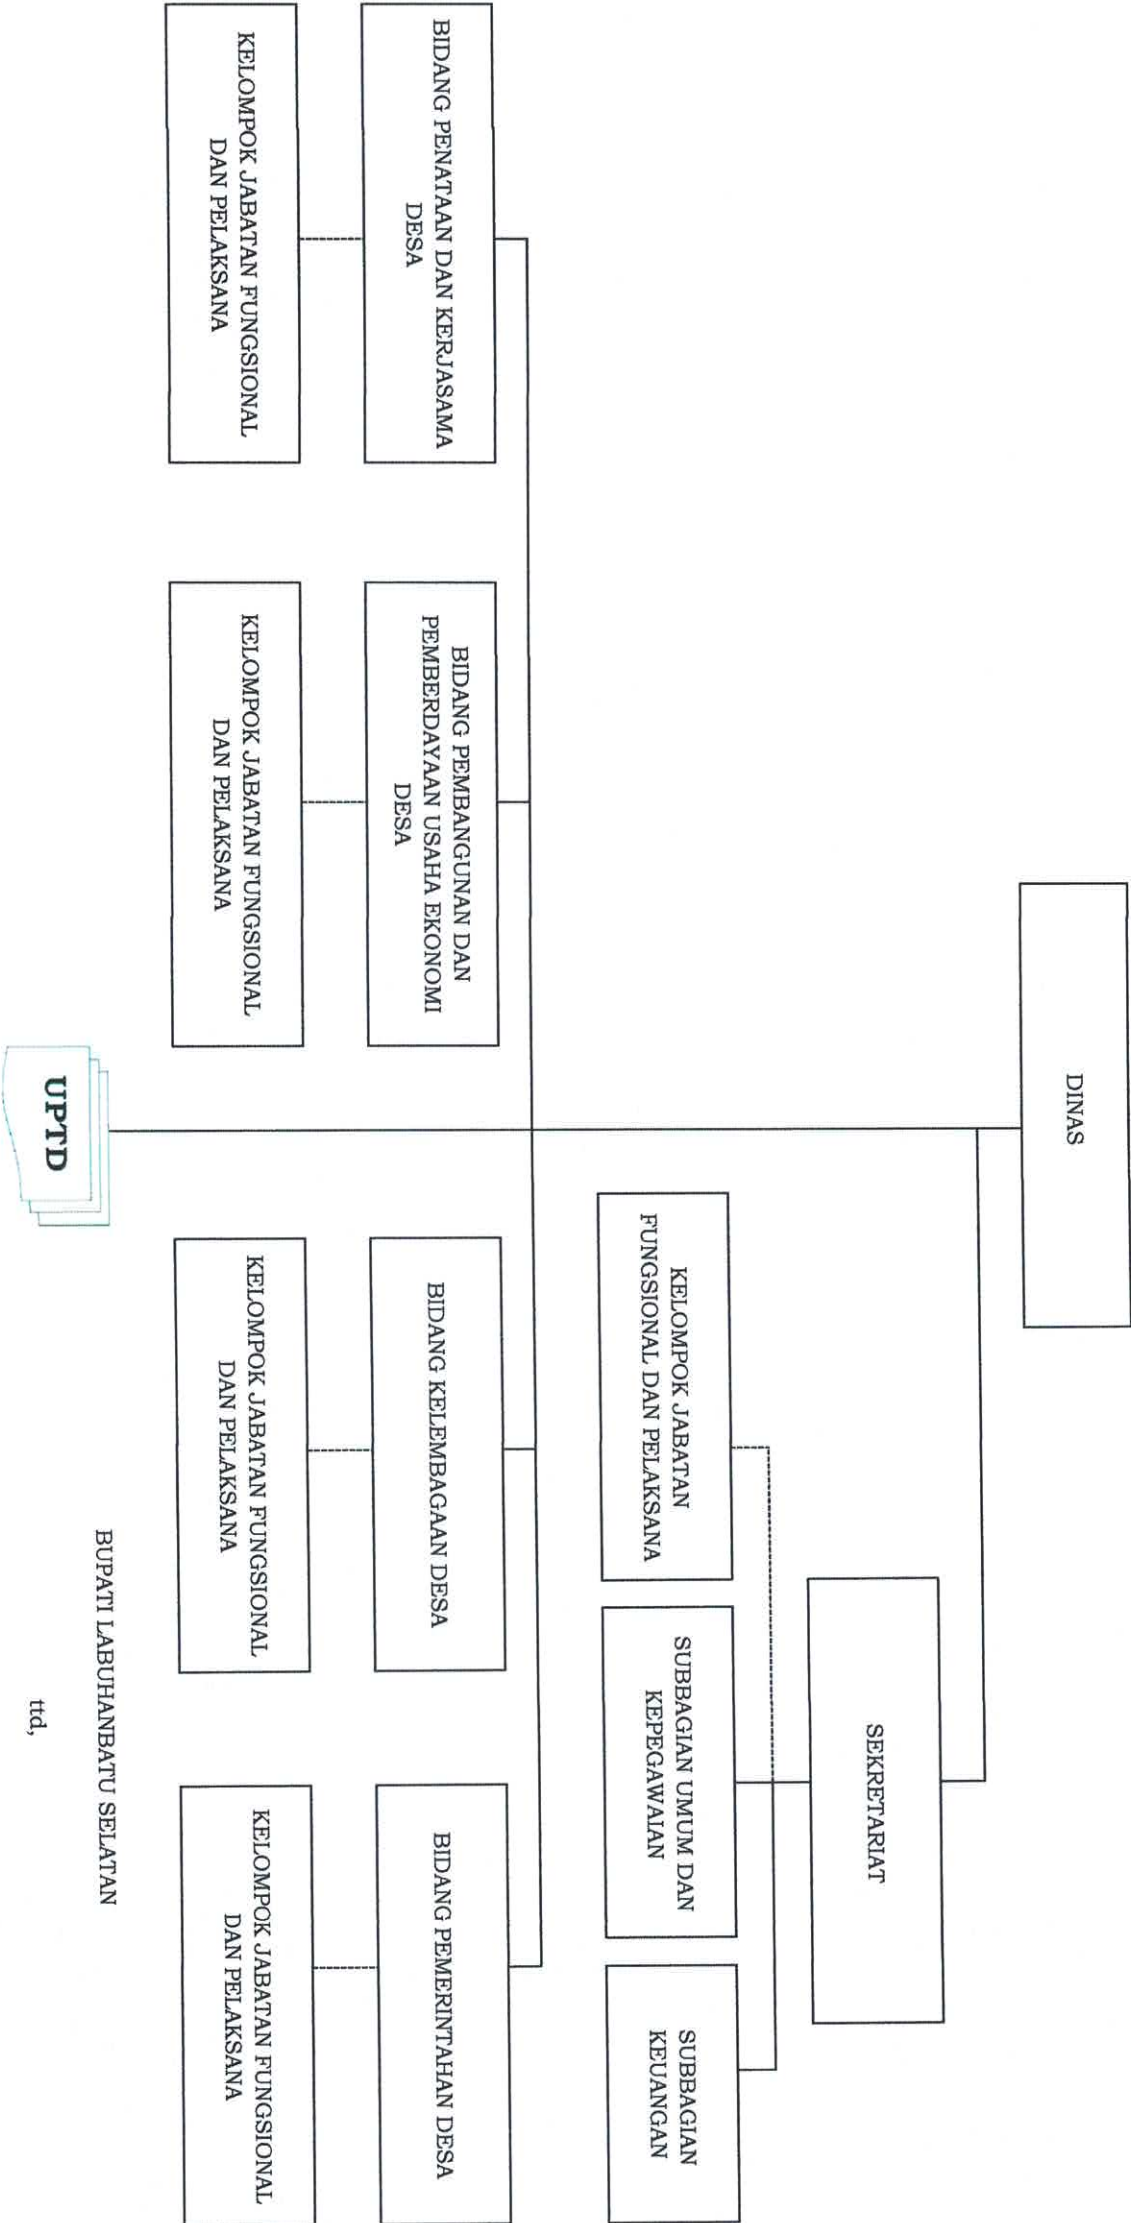 DINAS
SEKRETARIAT
KELOMPOK JABATAN
FUNGSIONAL DAN PELAKSANA
SUBBAGIAN UMUM DAN
KEPEGAWAIAN
SUBBAGIAN
KEUANGAN
BIDANG PENATAAN DAN KERJASAMA
DESA
BIDANG PEMBANGUNAN DAN
PEMBERDAYAAN USAHA EKONOMI
DESA
BIDANG KELEMBAGAAN DESA
BIDANG PEMERINTAHAN DESA
KELOMPOK JABATAN FUNGSIONAL
DAN PELAKSANA
KELOMPOK JABATAN FUNGSIONAL
DAN PELAKSANA
KELOMPOK JABATAN FUNGSIONAL
DAN PELAKSANA
KELOMPOK JABATAN FUNGSIONAL
DAN PELAKSANA
UPTD
BUPATI LABUHANBATU SELATAN
ttd,